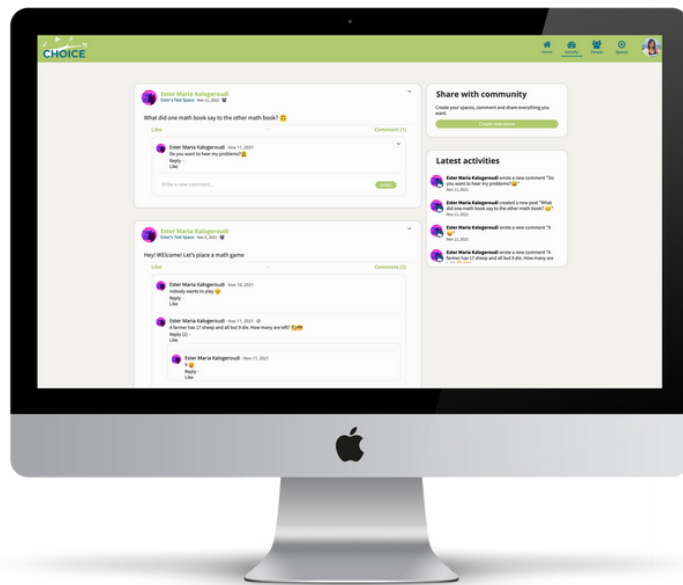 CHOICE
Home
Activity
People
Spaces
Ester Maria Kalogeroudi
Ester's Test Space · Nov 11, 2021
What did one math book say to the other math book? 🙃
Like
Comment (1)
Ester Maria Kalogeroudi · Nov 11, 2021
Do you want to hear my problems?😩
Reply ·
Like
Write a new comment...
SEND
Ester Maria Kalogeroudi
Ester's Test Space · Nov 2, 2021
Hey! WElcome! Let's place a math game
Like
Comment (2)
Ester Maria Kalogeroudi · Nov 10, 2021
nobody wants to play
Reply ·
Like
Ester Maria Kalogeroudi · Nov 11, 2021 ·
A farmer has 17 sheep and all but 9 die. How many are left?
Reply (1) ·
Like
Ester Maria Kalogeroudi · Nov 11, 2021
9
Reply ·
Like
Share with community
Create your spaces, comment and share everything you
want.
Create new space
Latest activities
Ester Maria Kalogeroudi wrote a new comment "Do
you want to hear my problems?😩"
Nov 11, 2021
Ester Maria Kalogeroudi created a new post "What
did one math book say to the other math book? 🙃".
Nov 11, 2021
Ester Maria Kalogeroudi wrote a new comment "9
"
Nov 11, 2021
Ester Maria Kalogeroudi wrote a new comment "A
farmer has 17 sheep and all but 9 die. How many are